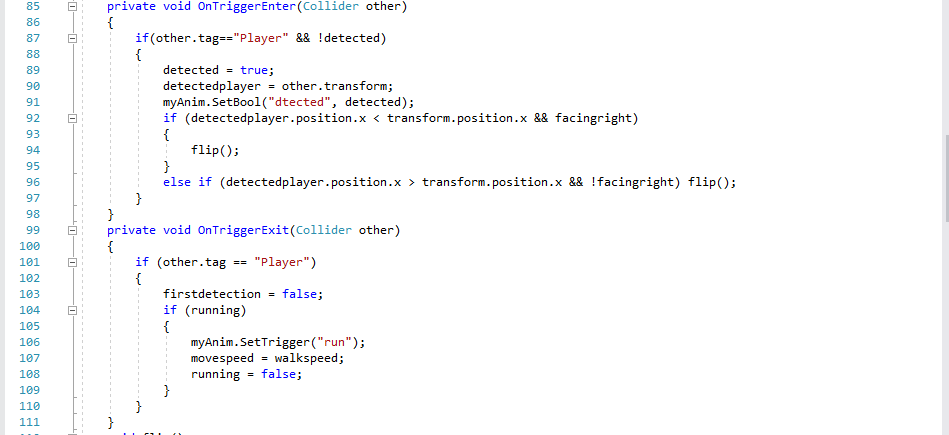 85 private void OnTriggerEnter(Collider other)
86 {
87 if(other.tag=="Player" && !detected)
88 {
89 detected = true;
90 detectedplayer = other.transform;
91 myAnim.SetBool("dtected", detected);
92 if (detectedplayer.position.x < transform.position.x && facingright)
93 {
94 flip();
95 }
96 else if (detectedplayer.position.x > transform.position.x && !facingright) flip();
97 }
98 }
99 private void OnTriggerExit(Collider other)
100 {
101 if (other.tag == "Player")
102 {
103 firstdetection = false;
104 if (running)
105 {
106 myAnim.SetTrigger("run");
107 movespeed = walkspeed;
108 running = false;
109 }
110 }
111 }